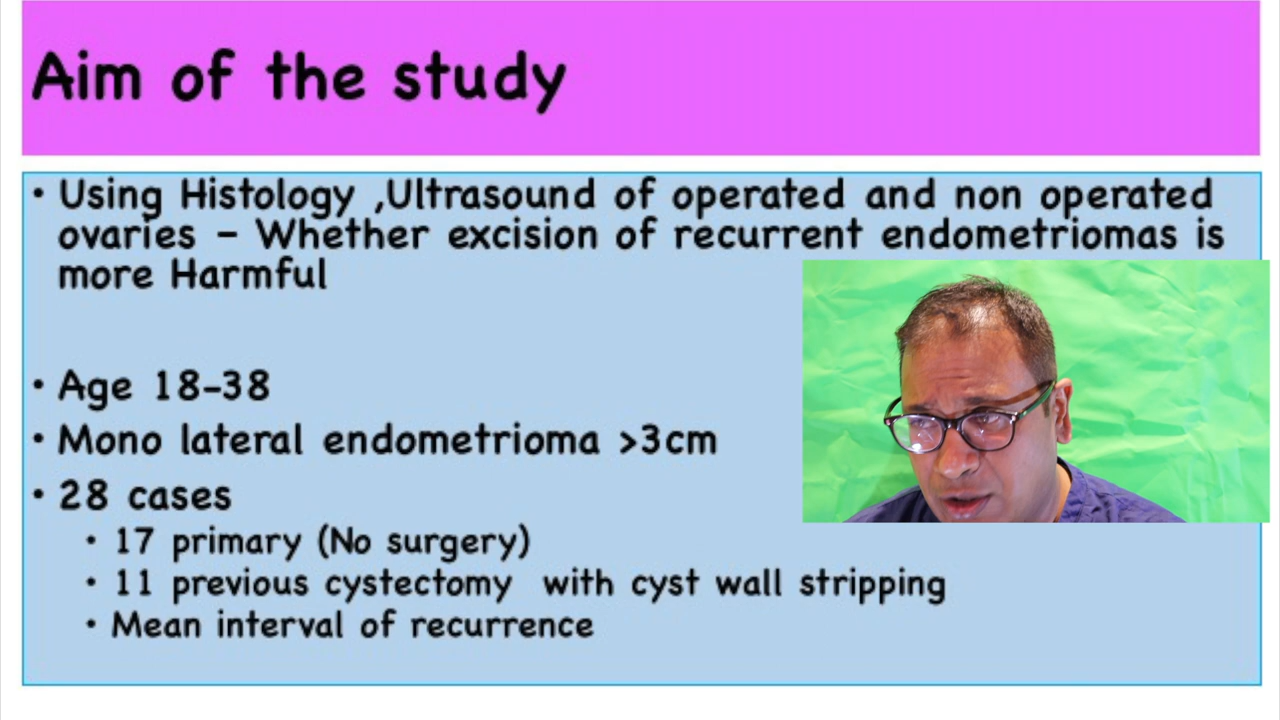 Aim of the study
• Using Histology ,Ultrasound of operated and non operated
ovaries – Whether excision of recurrent endometriomas is
more Harmful
• Age 18-38
• Mono lateral endometrioma >3cm
• 28 cases
• 17 primary (No surgery)
• 11 previous cystectomy with cyst wall stripping
• Mean interval of recurrence